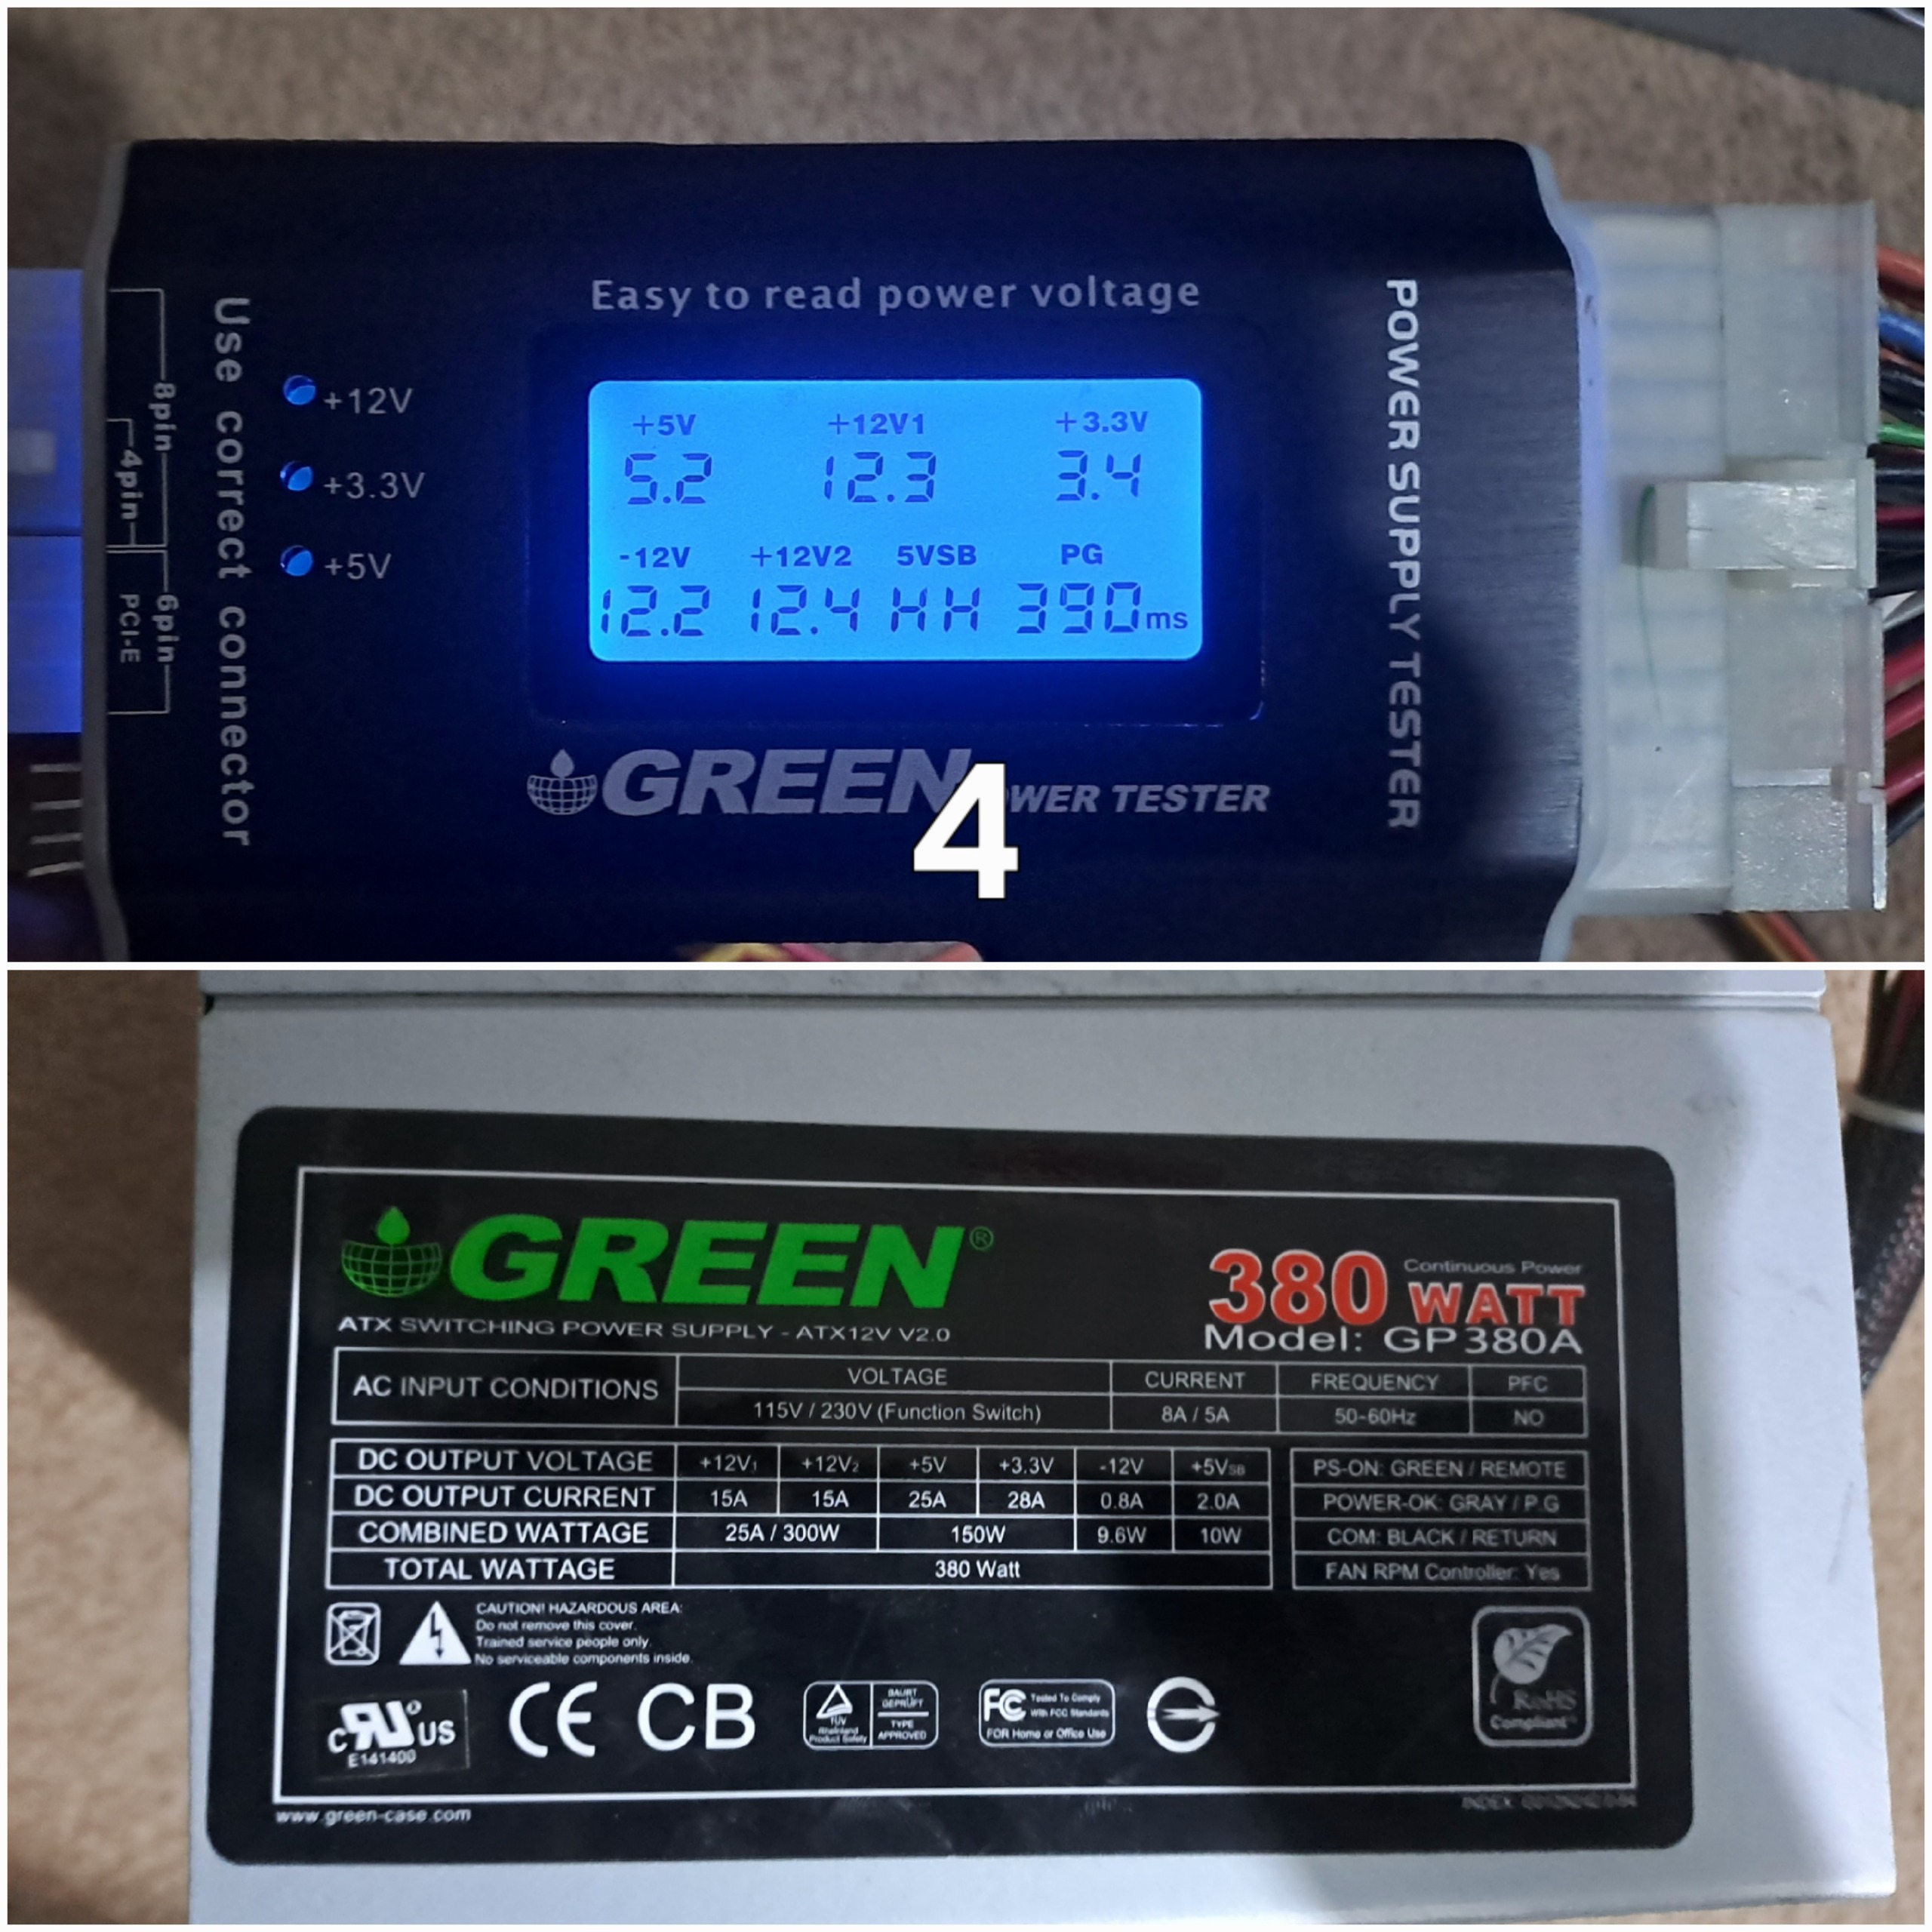 Easy to read power voltage
Use correct connector
8pin
4pin
6pin
PCI-E
+12V
+3.3V
+5V
+5V +12V1 +3.3V
5.2 12.3 3.4
-12V +12V2 5VSB PG
12.2 12.4 HH 390ms
POWER SUPPLY TESTER
GREEN OWER TESTER
4
GREEN®
ATX SWITCHING POWER SUPPLY - ATX12V V2.0
380 Continuous Power
WATT
Model: GP380A
AC INPUT CONDITIONS VOLTAGE CURRENT FREQUENCY PFC
115V / 230V (Function Switch) 8A / 5A 50-60Hz NO
DC OUTPUT VOLTAGE +12V1 +12V2 +5V +3.3V -12V +5VSB
DC OUTPUT CURRENT 15A 15A 25A 28A 0.8A 2.0A
COMBINED WATTAGE 25A / 300W 150W 9.6W 10W
TOTAL WATTAGE 380 Watt
PS-ON: GREEN / REMOTE
POWER-OK: GRAY / P.G
COM: BLACK / RETURN
FAN RPM Controller: Yes
CAUTION! HAZARDOUS AREA:
Do not remove this cover.
Trained service people only.
No serviceable components inside.
c RU US
E141400
CE
CB
TÜV
Rheinland
Product Safety
BAURT
GEPRÜFT
TYPE
APPROVED
FC Tested To Comply
With FCC Standards
FOR Home or Office Use
RoHS
Compliant
www.green-case.com